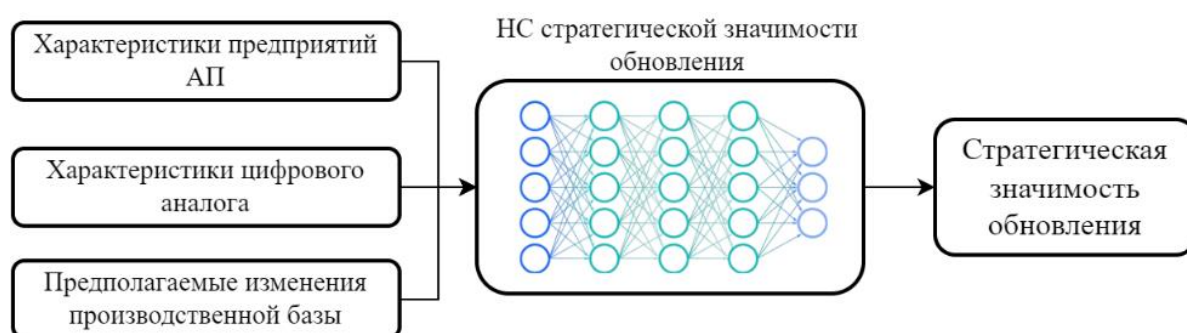 Характеристики предприятий
АП
Характеристики цифрового
аналога
Предполагаемые изменения
производственной базы
НС стратегической значимости
обновления
Стратегическая
значимость
обновления